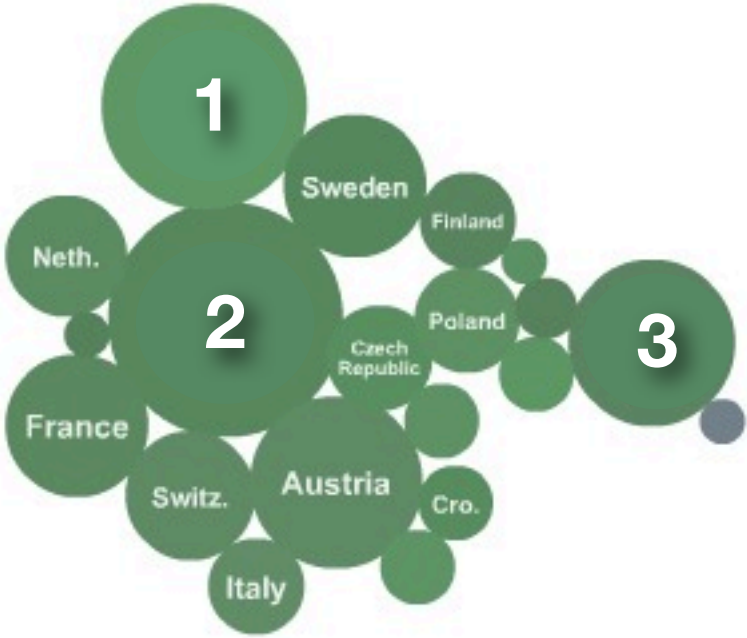 1
Sweden
Finland
Neth.
2
Poland
3
Czech
Republic
France
Austria
Switz.
Cro.
Italy